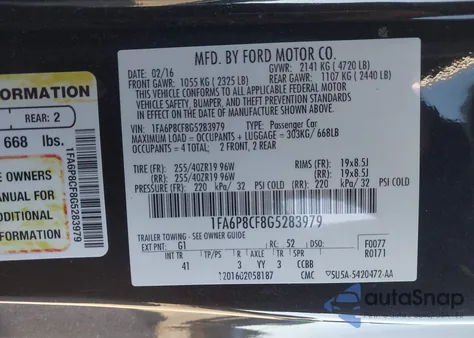 FORMATION
REAR: 2
668 lbs.
EE OWNERS
MANUAL FOR
ADDITIONAL
1FA6P8CF8G5283979
MFD. BY FORD MOTOR CO.
DATE: 02/16 GVWR: 2141 KG (4720 LB)
FRONT GAWR: 1055 KG (2325 LB) REAR GAWR: 1107 KG (2440 LB)
THIS VEHICLE CONFORMS TO ALL APPLICABLE FEDERAL MOTOR
VEHICLE SAFETY, BUMPER, AND THEFT PREVENTION STANDARDS IN
EFFECT ON THE DATE OF MANUFACTURE SHOWN ABOVE.
VIN: 1FA6P8CF8G5283979 TYPE: Passenger Car
MAXIMUM LOAD = OCCUPANTS + LUGGAGE = 303KG/668LB
OCCUPANTS = 4 TOTAL: 2 FRONT, 2 REAR
TIRE (FR): 255/40ZR19 96W RIMS (FR) 19x8.5J
(RR): 255/40ZR19 96W (RR) 19x8.5J
PRESSURE (FR): 220 kPa/ 32 PSI COLD (RR): 220 kPa/ 32 PSI COLD
1FA6P8CF8G5283979
TRAILER TOWING - SEE OWNER GUIDE
EXT PNT: G1 RC: 52 DSO: F0077
R0171
INT TR TP/PS R AXLE TR SPR
41 3 YY 3 CCBB
1201602058187 CMC SU5A-5420472-AA
autoSnap